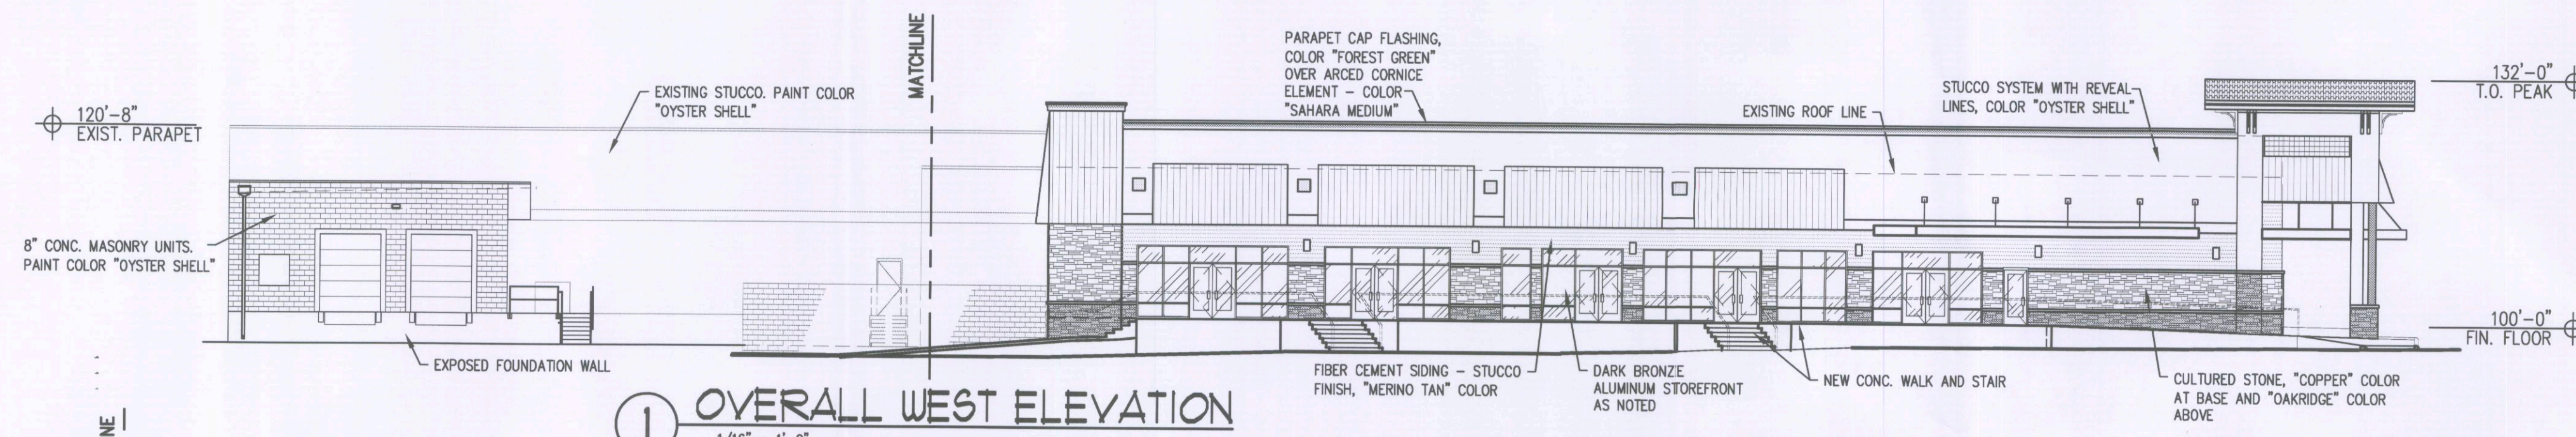 MATCHLINE
120'-8"
EXIST. PARAPET
EXISTING STUCCO. PAINT COLOR
"OYSTER SHELL"
PARAPET CAP FLASHING,
COLOR "FOREST GREEN"
OVER ARCED CORNICE
ELEMENT - COLOR
"SAHARA MEDIUM"
EXISTING ROOF LINE
STUCCO SYSTEM WITH REVEAL
LINES, COLOR "OYSTER SHELL"
132'-0"
T.O. PEAK
8" CONC. MASONRY UNITS.
PAINT COLOR "OYSTER SHELL"
100'-0"
FIN. FLOOR
EXPOSED FOUNDATION WALL
FIBER CEMENT SIDING - STUCCO
FINISH, "MERINO TAN" COLOR
DARK BRONZE
ALUMINUM STOREFRONT
AS NOTED
NEW CONC. WALK AND STAIR
CULTURED STONE, "COPPER" COLOR
AT BASE AND "OAKRIDGE" COLOR
ABOVE
1
OVERALL WEST ELEVATION
NE